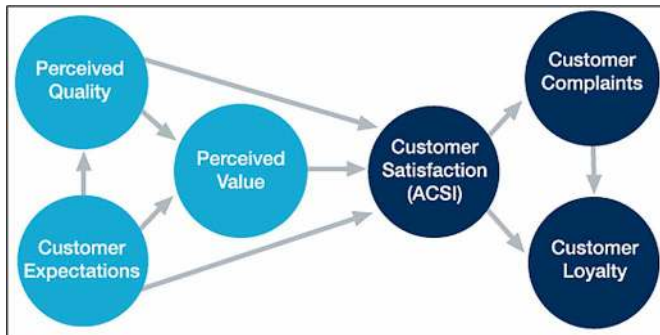 Perceived
Quality
Customer
Expectations
Perceived
Value
Customer
Satisfaction
(ACSI)
Customer
Complaints
Customer
Loyalty